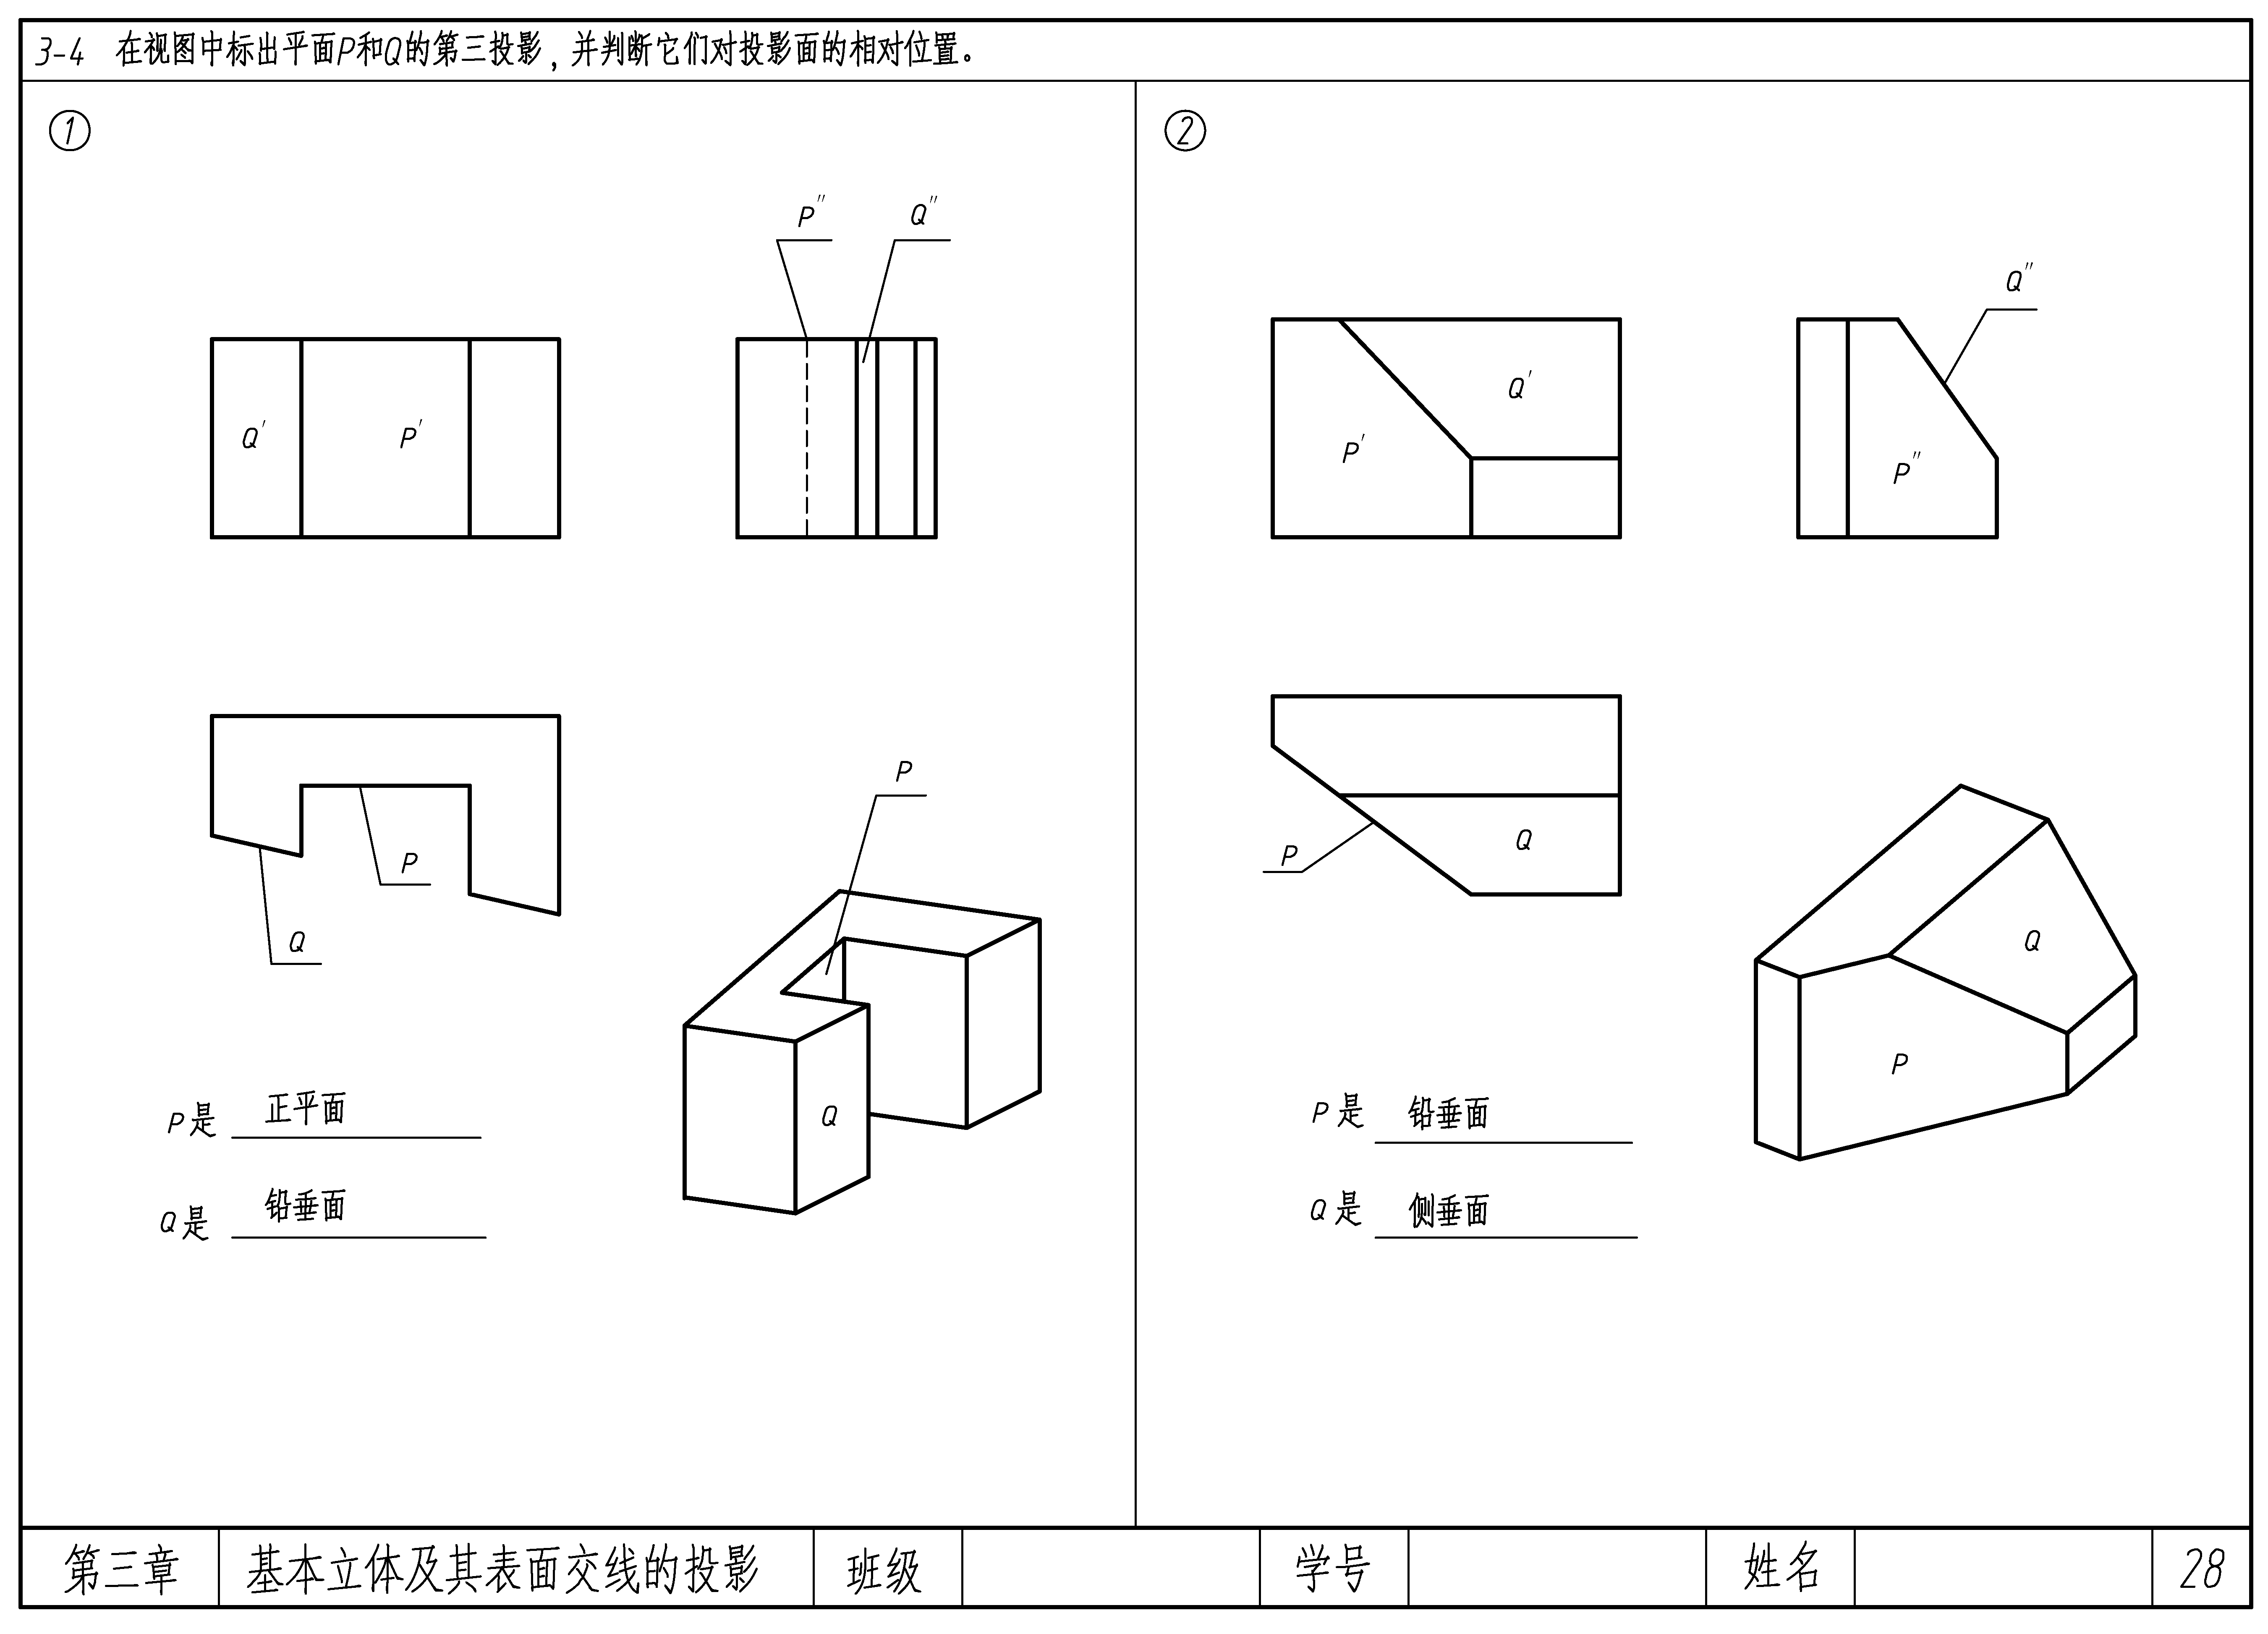 3-4 在视图中标出平面P和Q的第三投影,并判断它们对投影面的相对位置。
①
P″
Q″
Q′
P′
P
Q
P
Q
P是 正平面
Q是 铅垂面
②
Q″
Q′
P′
P″
P
Q
Q
P
P是 铅垂面
Q是 侧垂面
第三章 基本立体及其表面交线的投影 班级 学号 姓名 28